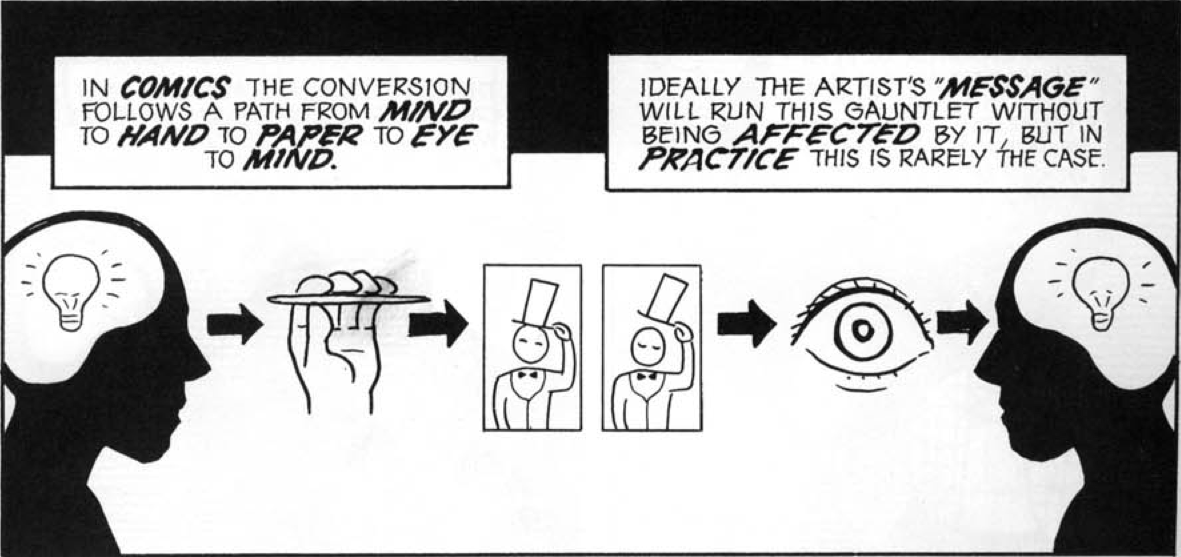 IN COMICS THE CONVERSION
FOLLOWS A PATH FROM MIND
TO HAND TO PAPER TO EYE
TO MIND.
IDEALLY THE ARTIST'S "MESSAGE"
WILL RUN THIS GAUNTLET WITHOUT
BEING AFFECTED BY IT, BUT IN
PRACTICE THIS IS RARELY THE CASE.